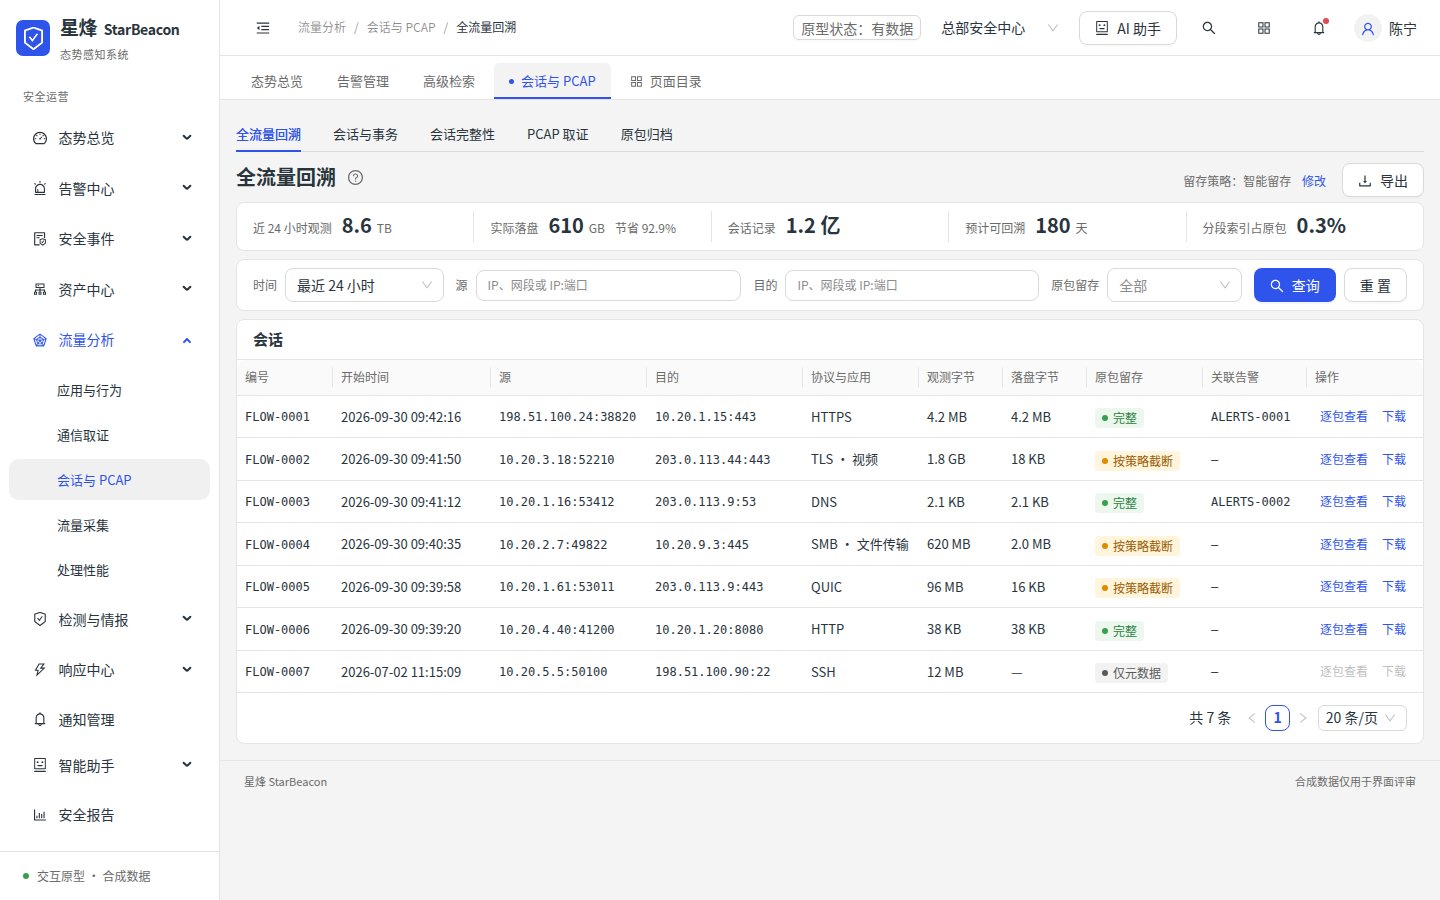 星烽 StarBeacon
态势感知系统
安全运营
态势总览
告警中心
安全事件
资产中心
流量分析
应用与行为
通信取证
会话与 PCAP
流量采集
处理性能
检测与情报
响应中心
通知管理
智能助手
安全报告
交互原型 · 合成数据
流量分析 / 会话与 PCAP / 全流量回溯
原型状态：有数据
总部安全中心
AI 助手
陈宁
态势总览 告警管理 高级检索 会话与 PCAP 页面目录
全流量回溯 会话与事务 会话完整性 PCAP 取证 原包归档
全流量回溯
留存策略：智能留存 修改 导出
近 24 小时观测 8.6 TB 实际落盘 610 GB 节省 92.9% 会话记录 1.2 亿 预计可回溯 180 天 分段索引占原包 0.3%
时间 最近 24 小时 源 IP、网段或 IP:端口 目的 IP、网段或 IP:端口 原包留存 全部 查询 重 置
会话
编号 开始时间 源 目的 协议与应用 观测字节 落盘字节 原包留存 关联告警 操作
FLOW-0001 2026-09-30 09:42:16 198.51.100.24:38820 10.20.1.15:443 HTTPS 4.2 MB 4.2 MB 完整 ALERTS-0001 逐包查看 下载
FLOW-0002 2026-09-30 09:41:50 10.20.3.18:52210 203.0.113.44:443 TLS · 视频 1.8 GB 18 KB 按策略截断 – 逐包查看 下载
FLOW-0003 2026-09-30 09:41:12 10.20.1.16:53412 203.0.113.9:53 DNS 2.1 KB 2.1 KB 完整 ALERTS-0002 逐包查看 下载
FLOW-0004 2026-09-30 09:40:35 10.20.2.7:49822 10.20.9.3:445 SMB · 文件传输 620 MB 2.0 MB 按策略截断 – 逐包查看 下载
FLOW-0005 2026-09-30 09:39:58 10.20.1.61:53011 203.0.113.9:443 QUIC 96 MB 16 KB 按策略截断 – 逐包查看 下载
FLOW-0006 2026-09-30 09:39:20 10.20.4.40:41200 10.20.1.20:8080 HTTP 38 KB 38 KB 完整 – 逐包查看 下载
FLOW-0007 2026-07-02 11:15:09 10.20.5.5:50100 198.51.100.90:22 SSH 12 MB — 仅元数据 – 逐包查看 下载
共 7 条 1 20 条/页
星烽 StarBeacon
合成数据仅用于界面评审